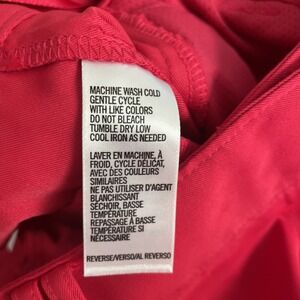 MACHINE WASH COLD
GENTLE CYCLE
WITH LIKE COLORS
DO NOT BLEACH
TUMBLE DRY LOW
COOL IRON AS NEEDED
LAVER EN MACHINE, À
FROID, CYCLE DÉLICAT,
AVEC DES COULEURS
SIMILAIRES
NE PAS UTILISER D'AGENT
BLANCHISSANT
SÉCHOIR, BASSE
TEMPÉRATURE
REPASSAGE À BASSE
TEMPÉRATURE SI
NÉCESSAIRE
REVERSE/VERSO/AL REVERSO